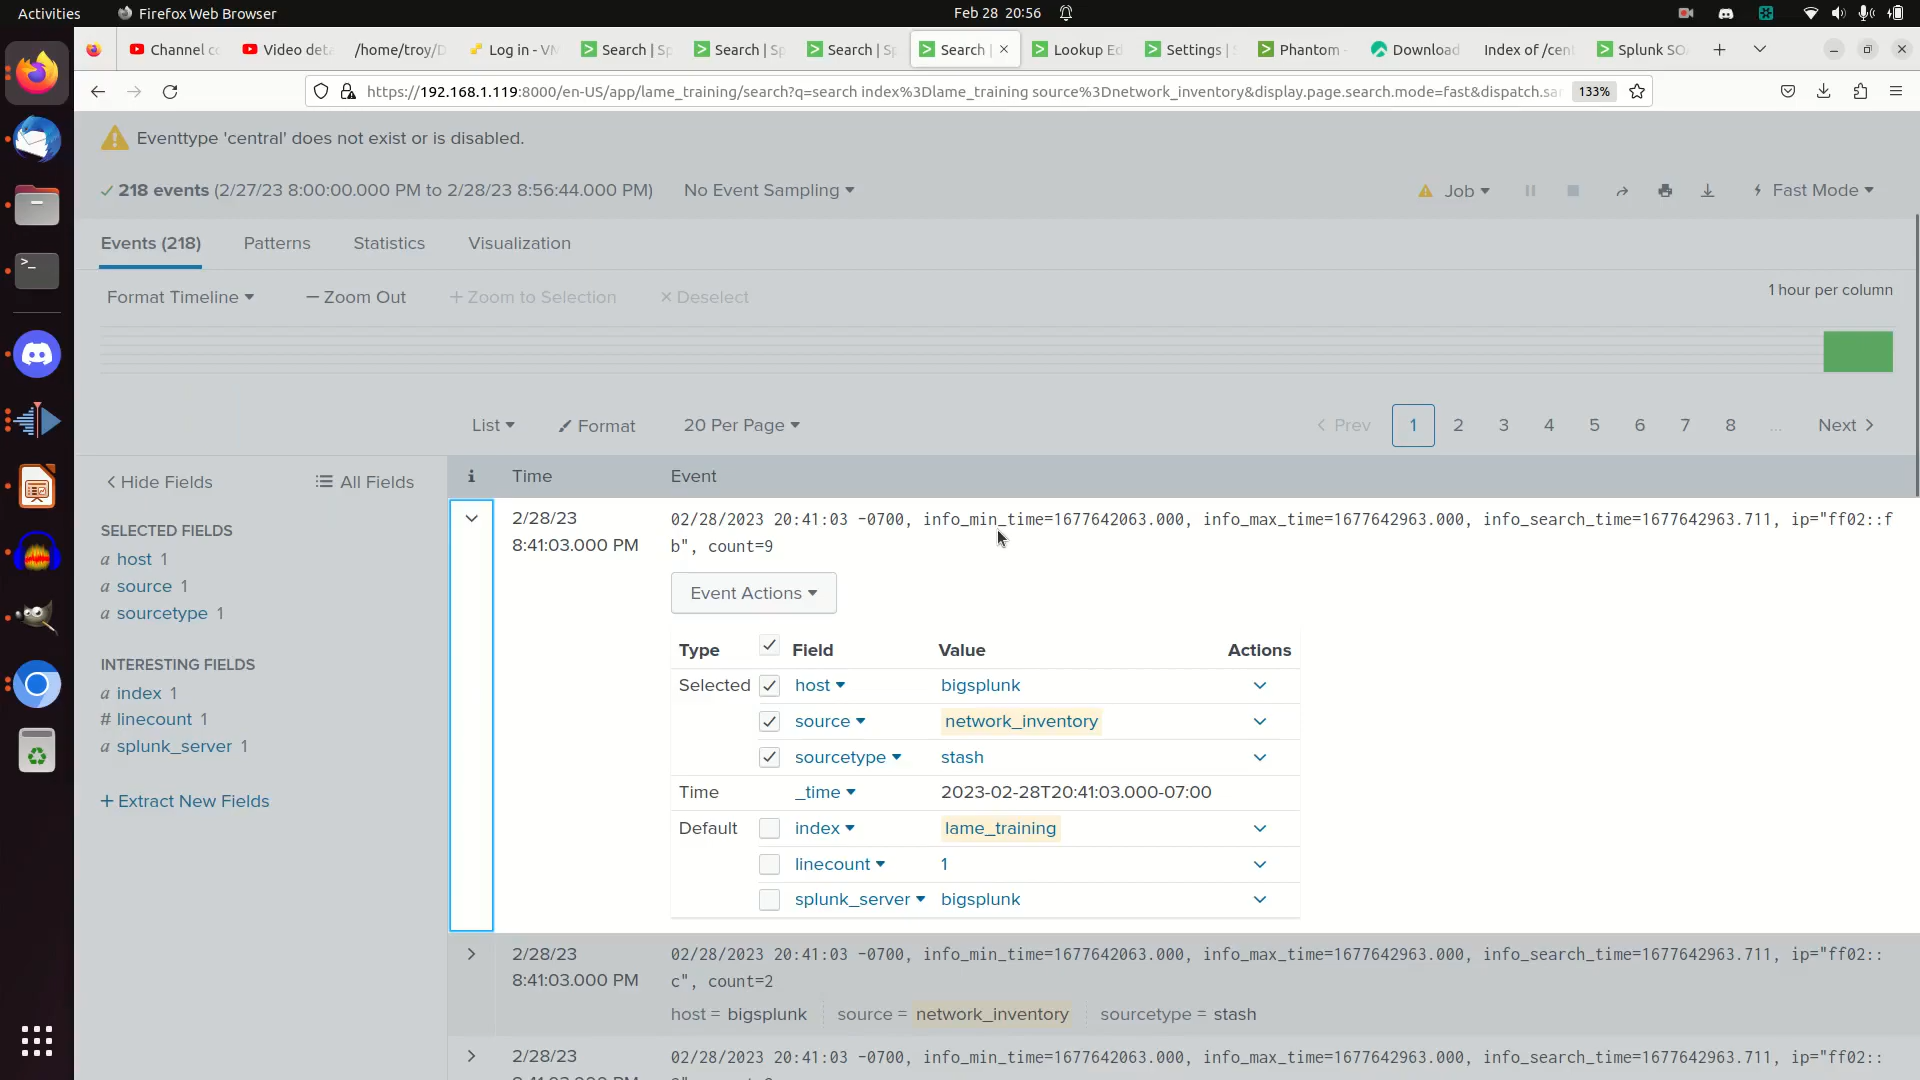 Activities Firefox Web Browser Feb 28 20:56
Channel c Video det /home/troy/D Log in - VM Search | Sp Search | Sp Search | Sp Search | Lookup Ed Settings | S Phantom - Download Index of /cent Splunk SO
https://192.168.1.119:8000/en-US/app/lame_training/search?q=search index%3Dlame_training source%3Dnetwork_inventory&display.page.search.mode=fast&dispatch.sar 133%
Eventtype 'central' does not exist or is disabled.
218 events (2/27/23 8:00:00.000 PM to 2/28/23 8:56:44.000 PM) No Event Sampling Job Fast Mode
Events (218) Patterns Statistics Visualization
Format Timeline — Zoom Out + Zoom to Selection × Deselect 1 hour per column
List Format 20 Per Page < Prev 1 2 3 4 5 6 7 8 ... Next >
< Hide Fields All Fields i Time Event
SELECTED FIELDS
a host 1
a source 1
a sourcetype 1
INTERESTING FIELDS
a index 1
# linecount 1
a splunk_server 1
+ Extract New Fields
2/28/23
8:41:03.000 PM
02/28/2023 20:41:03 -0700, info_min_time=1677642063.000, info_max_time=1677642963.000, info_search_time=1677642963.711, ip="ff02::f
b", count=9
Event Actions
Type Field Value Actions
Selected host bigsplunk
source network_inventory
sourcetype stash
Time _time 2023-02-28T20:41:03.000-07:00
Default index lame_training
linecount 1
splunk_server bigsplunk
2/28/23
8:41:03.000 PM
02/28/2023 20:41:03 -0700, info_min_time=1677642063.000, info_max_time=1677642963.000, info_search_time=1677642963.711, ip="ff02::
c", count=2
host = bigsplunk source = network_inventory sourcetype = stash
2/28/23
02/28/2023 20:41:03 -0700, info_min_time=1677642063.000, info_max_time=1677642963.000, info_search_time=1677642963.711, ip="ff02::